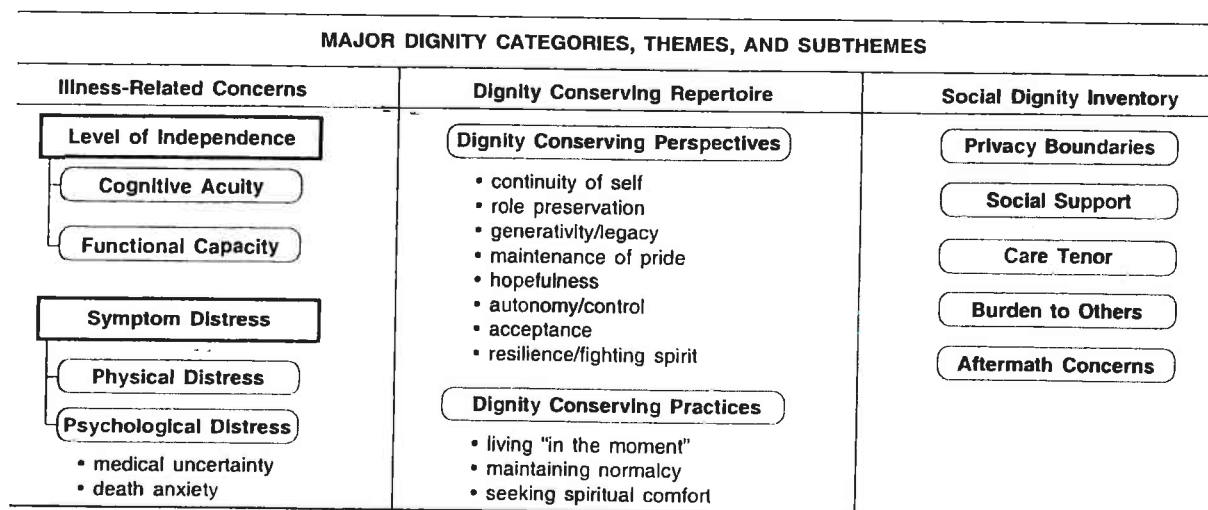 MAJOR DIGNITY CATEGORIES, THEMES, AND SUBTHEMES
Illness-Related Concerns
Level of Independence
Cognitive Acuity
Functional Capacity
Symptom Distress
Physical Distress
Psychological Distress
• medical uncertainty
• death anxiety
Dignity Conserving Repertoire
Dignity Conserving Perspectives
• continuity of self
• role preservation
• generativity/legacy
• maintenance of pride
• hopefulness
• autonomy/control
• acceptance
• resilience/fighting spirit
Dignity Conserving Practices
• living "in the moment"
• maintaining normalcy
• seeking spiritual comfort
Social Dignity Inventory
Privacy Boundaries
Social Support
Care Tenor
Burden to Others
Aftermath Concerns